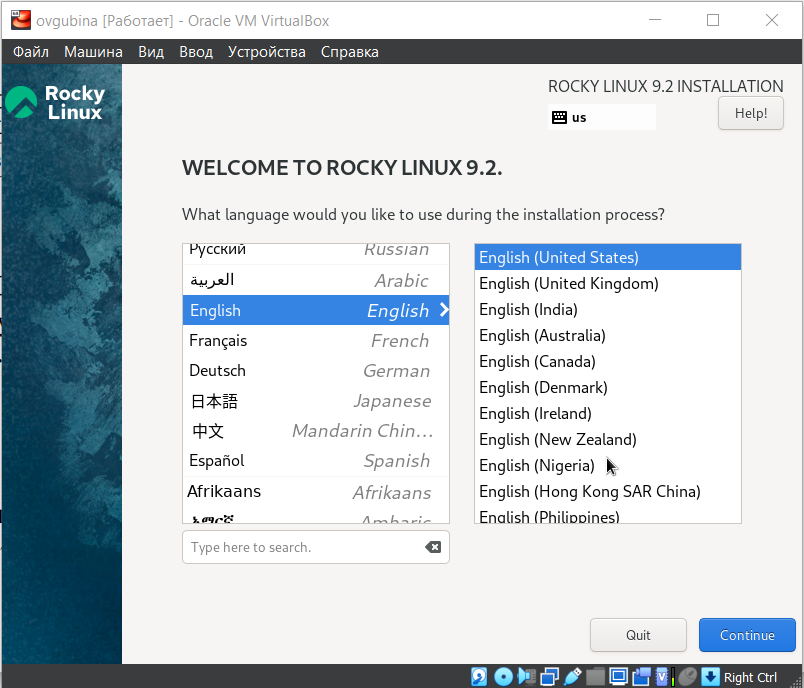 ovgubina [Работает] - Oracle VM VirtualBox
Файл Машина Вид Ввод Устройства Справка
Rocky
Linux
ROCKY LINUX 9.2 INSTALLATION
us
Help!
WELCOME TO ROCKY LINUX 9.2.
What language would you like to use during the installation process?
Русский Russian
العربية Arabic
English English
Français French
Deutsch German
日本語 Japanese
中文 Mandarin Chin...
Español Spanish
Afrikaans Afrikaans
አማርኛ Amharic
Type here to search.
English (United States)
English (United Kingdom)
English (India)
English (Australia)
English (Canada)
English (Denmark)
English (Ireland)
English (New Zealand)
English (Nigeria)
English (Hong Kong SAR China)
English (Philippines)
Quit
Continue
Right Ctrl